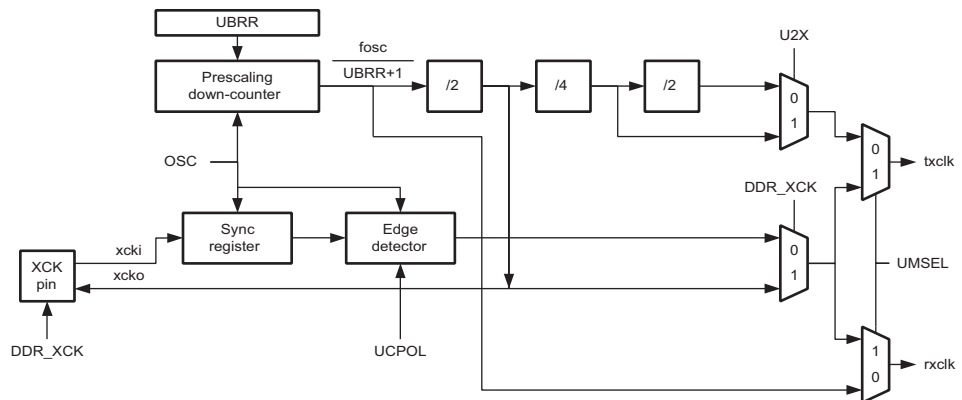 UBRR
fosc
UBRR+1
U2X
Prescaling
down-counter
/2
/4
/2
0
1
OSC
0
1
txclk
DDR_XCK
Sync
register
Edge
detector
xcki
xcko
0
1
XCK
pin
UMSEL
DDR_XCK
UCPOL
1
0
rxclk